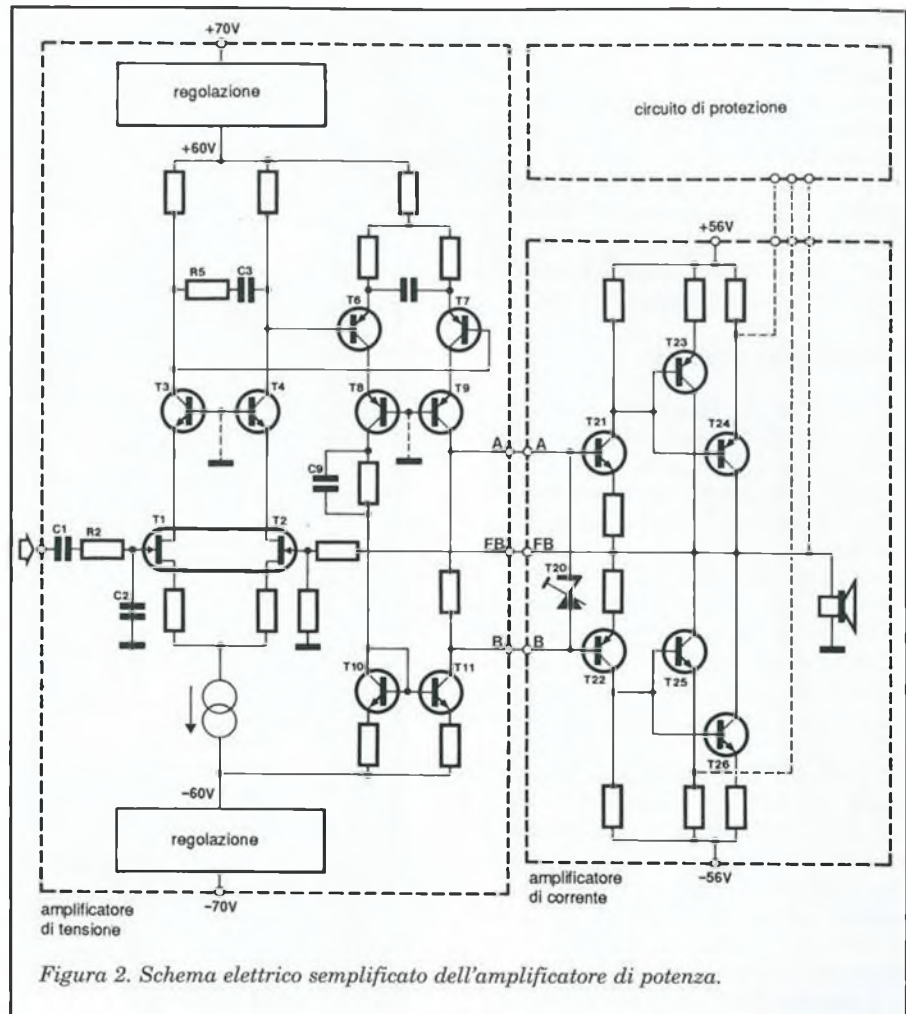 +70V
regolazione
+60V
R5
C3
T6
T7
T3
T4
T8
T9
C9
C1
R2
T1
T2
C2
T10
T11
-60V
regolazione
-70V
amplificatore
di tensione
circuito di protezione
+56V
T23
T24
T21
A
A
FB
FB
T20
B
B
T22
T25
T26
-56V
amplificatore
di corrente
Figura 2. Schema elettrico semplificato dell'amplificatore di potenza.